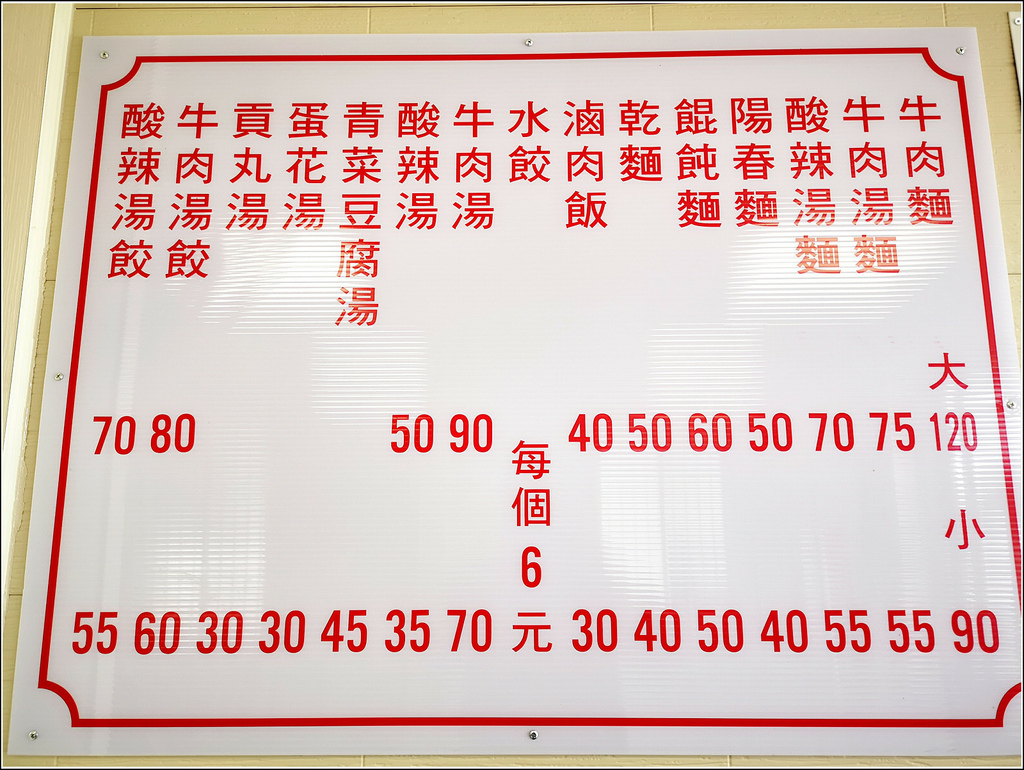 牛肉麵 大 120 小 90
牛肉湯麵 75 55
酸辣湯麵 70 55
陽春麵 50 40
餛飩麵 60 50
乾麵 50 40
滷肉飯 40 30
水餃 每個6元
牛肉湯 90 70
酸辣湯 50 35
青菜豆腐湯 45
蛋花湯 30
貢丸湯 30
牛肉湯餃 80 60
酸辣湯餃 70 55